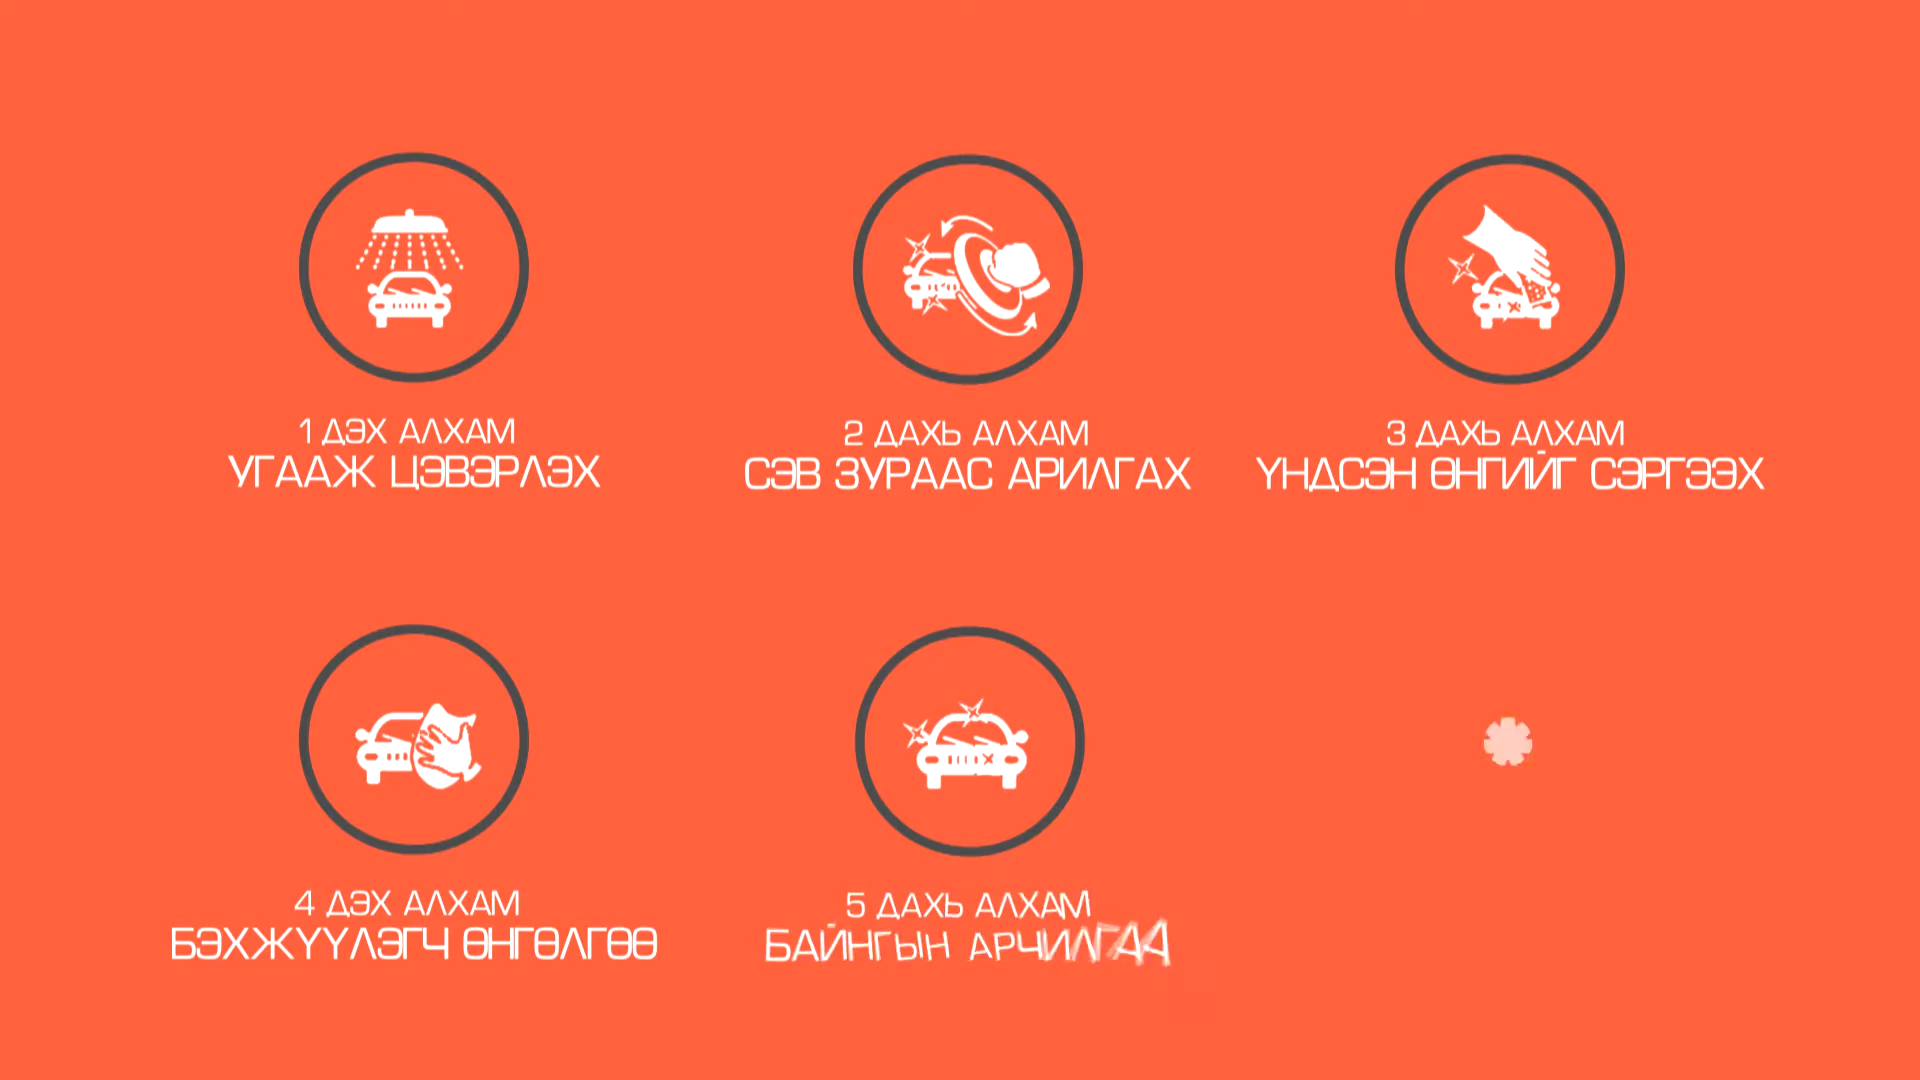 1 ДЭХ АЛХАМ
УГААЖ ЦЭВЭРЛЭХ
2 ДАХЬ АЛХАМ
СЭВ ЗУРААС АРИЛГАХ
3 ДАХЬ АЛХАМ
ҮНДСЭН ӨНГИЙГ СЭРГЭЭХ
4 ДЭХ АЛХАМ
БЭХЖҮҮЛЭГЧ ӨНГӨЛГӨӨ
5 ДАХЬ АЛХАМ
БАЙНГЫН АРЧИЛГАА